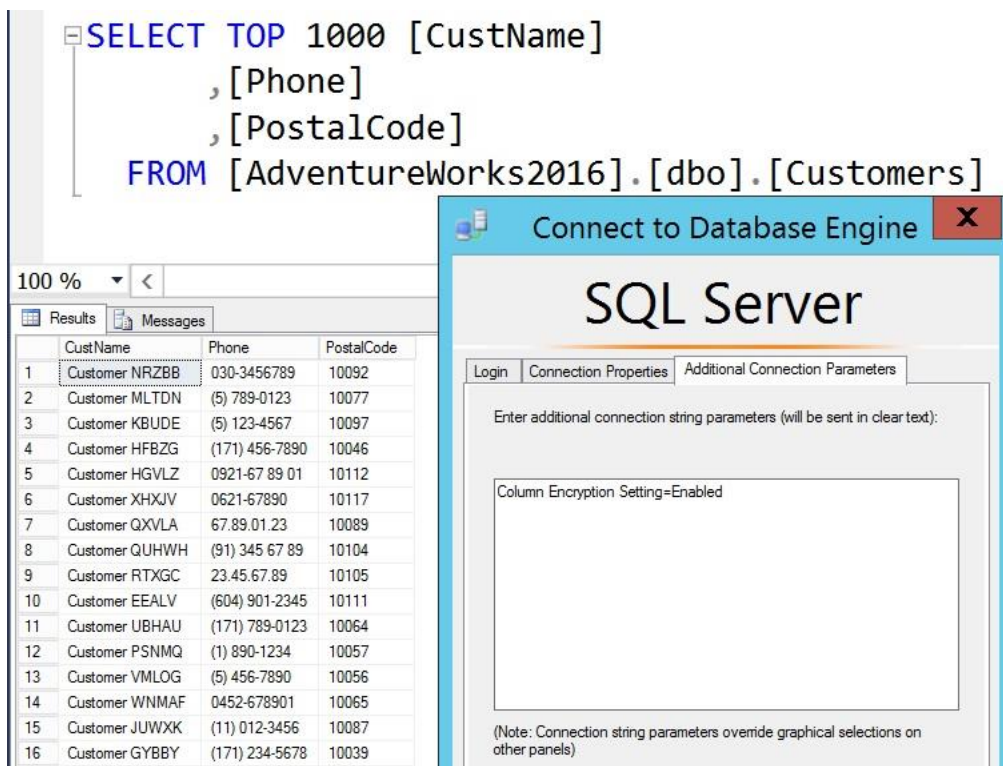 SELECT TOP 1000 [CustName]
,[Phone]
,[PostalCode]
FROM [AdventureWorks2016].[dbo].[Customers]
100 %
Results Messages
CustName Phone PostalCode
1 Customer NRZBB 030-3456789 10092
2 Customer MLTDN (5) 789-0123 10077
3 Customer KBUDE (5) 123-4567 10097
4 Customer HFBZG (171) 456-7890 10046
5 Customer HGVLZ 0921-67 89 01 10112
6 Customer XHXJV 0621-67890 10117
7 Customer QXVLA 67.89.01.23 10089
8 Customer QUHWH (91) 345 67 89 10104
9 Customer RTXGC 23.45.67.89 10105
10 Customer EEALV (604) 901-2345 10111
11 Customer UBHAU (171) 789-0123 10064
12 Customer PSNMQ (1) 890-1234 10057
13 Customer VMLOG (5) 456-7890 10056
14 Customer WNMAF 0452-678901 10065
15 Customer JUWXK (11) 012-3456 10087
16 Customer GYBBY (171) 234-5678 10039
Connect to Database Engine X
SQL Server
Login Connection Properties Additional Connection Parameters
Enter additional connection string parameters (will be sent in clear text):
Column Encryption Setting=Enabled
(Note: Connection string parameters override graphical selections on
other panels)